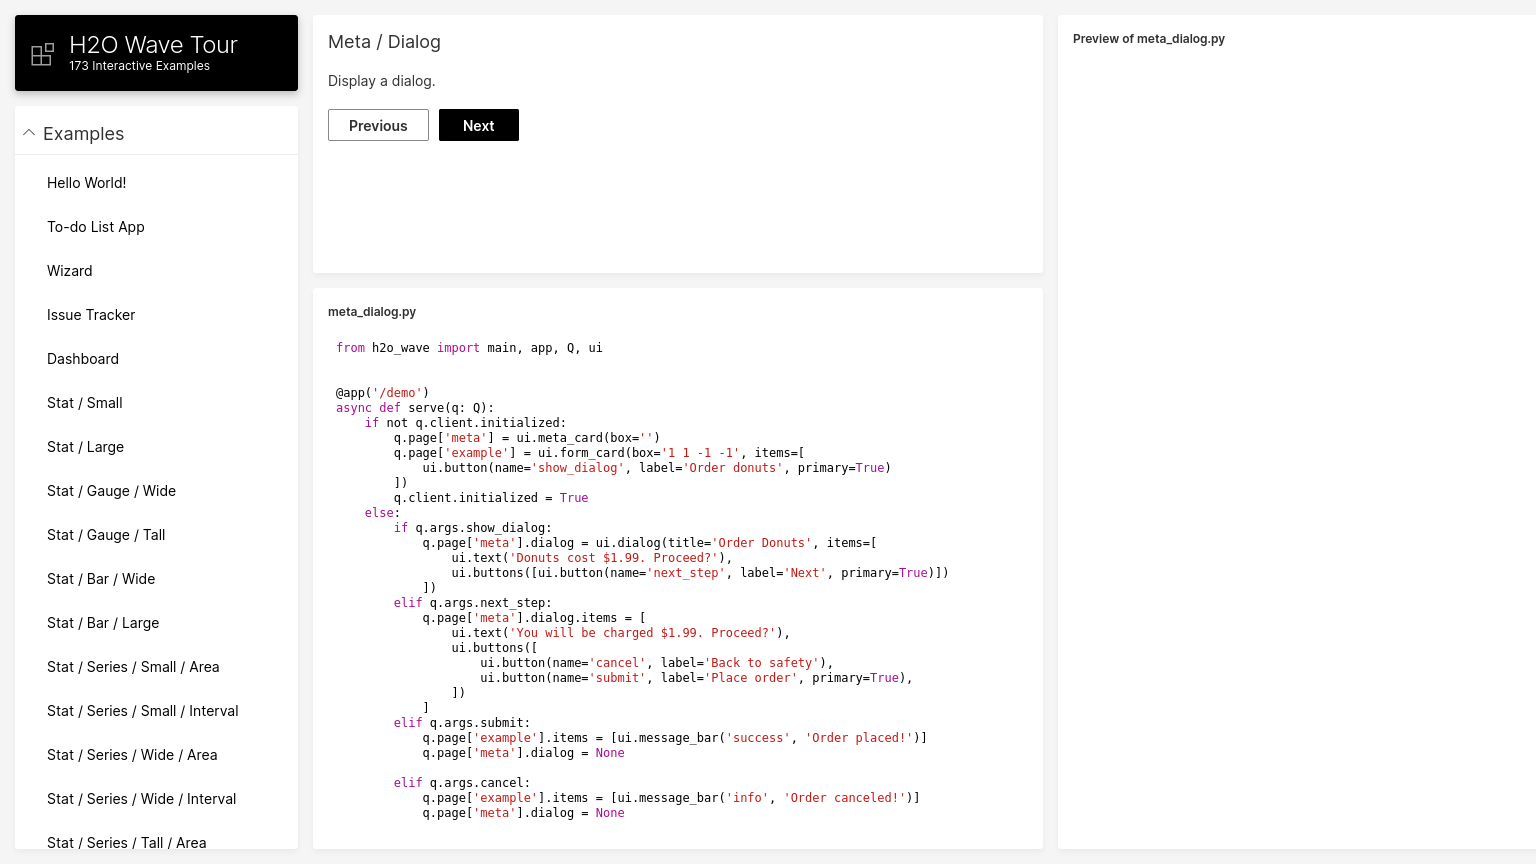 H2O Wave Tour
173 Interactive Examples
Examples
Hello World!
To-do List App
Wizard
Issue Tracker
Dashboard
Stat / Small
Stat / Large
Stat / Gauge / Wide
Stat / Gauge / Tall
Stat / Bar / Wide
Stat / Bar / Large
Stat / Series / Small / Area
Stat / Series / Small / Interval
Stat / Series / Wide / Area
Stat / Series / Wide / Interval
Stat / Series / Tall / Area
Meta / Dialog
Display a dialog.
Previous Next
meta_dialog.py
from h2o_wave import main, app, Q, ui
@app('/demo')
async def serve(q: Q):
    if not q.client.initialized:
        q.page['meta'] = ui.meta_card(box='')
        q.page['example'] = ui.form_card(box='1 1 -1 -1', items=[
            ui.button(name='show_dialog', label='Order donuts', primary=True)
        ])
        q.client.initialized = True
    else:
        if q.args.show_dialog:
            q.page['meta'].dialog = ui.dialog(title='Order Donuts', items=[
                ui.text('Donuts cost $1.99. Proceed?'),
                ui.buttons([ui.button(name='next_step', label='Next', primary=True)])
            ])
        elif q.args.next_step:
            q.page['meta'].dialog.items = [
                ui.text('You will be charged $1.99. Proceed?'),
                ui.buttons([
                    ui.button(name='cancel', label='Back to safety'),
                    ui.button(name='submit', label='Place order', primary=True),
                ])
            ]
        elif q.args.submit:
            q.page['example'].items = [ui.message_bar('success', 'Order placed!')]
            q.page['meta'].dialog = None
        elif q.args.cancel:
            q.page['example'].items = [ui.message_bar('info', 'Order canceled!')]
            q.page['meta'].dialog = None
Preview of meta_dialog.py